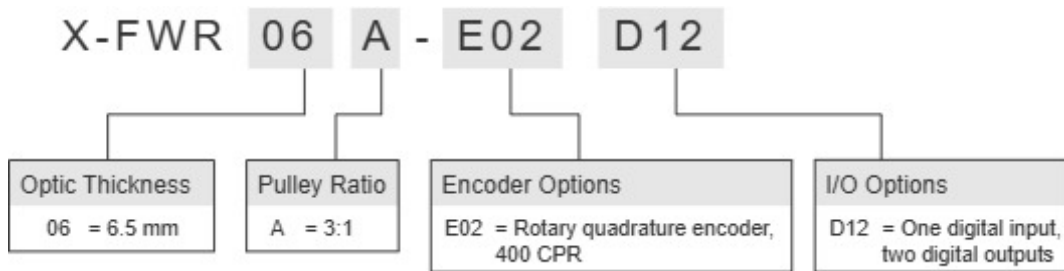 X-FWR 06 A - E02 D12
Optic Thickness
06 = 6.5 mm
Pulley Ratio
A = 3:1
Encoder Options
E02 = Rotary quadrature encoder,
400 CPR
I/O Options
D12 = One digital input,
two digital outputs